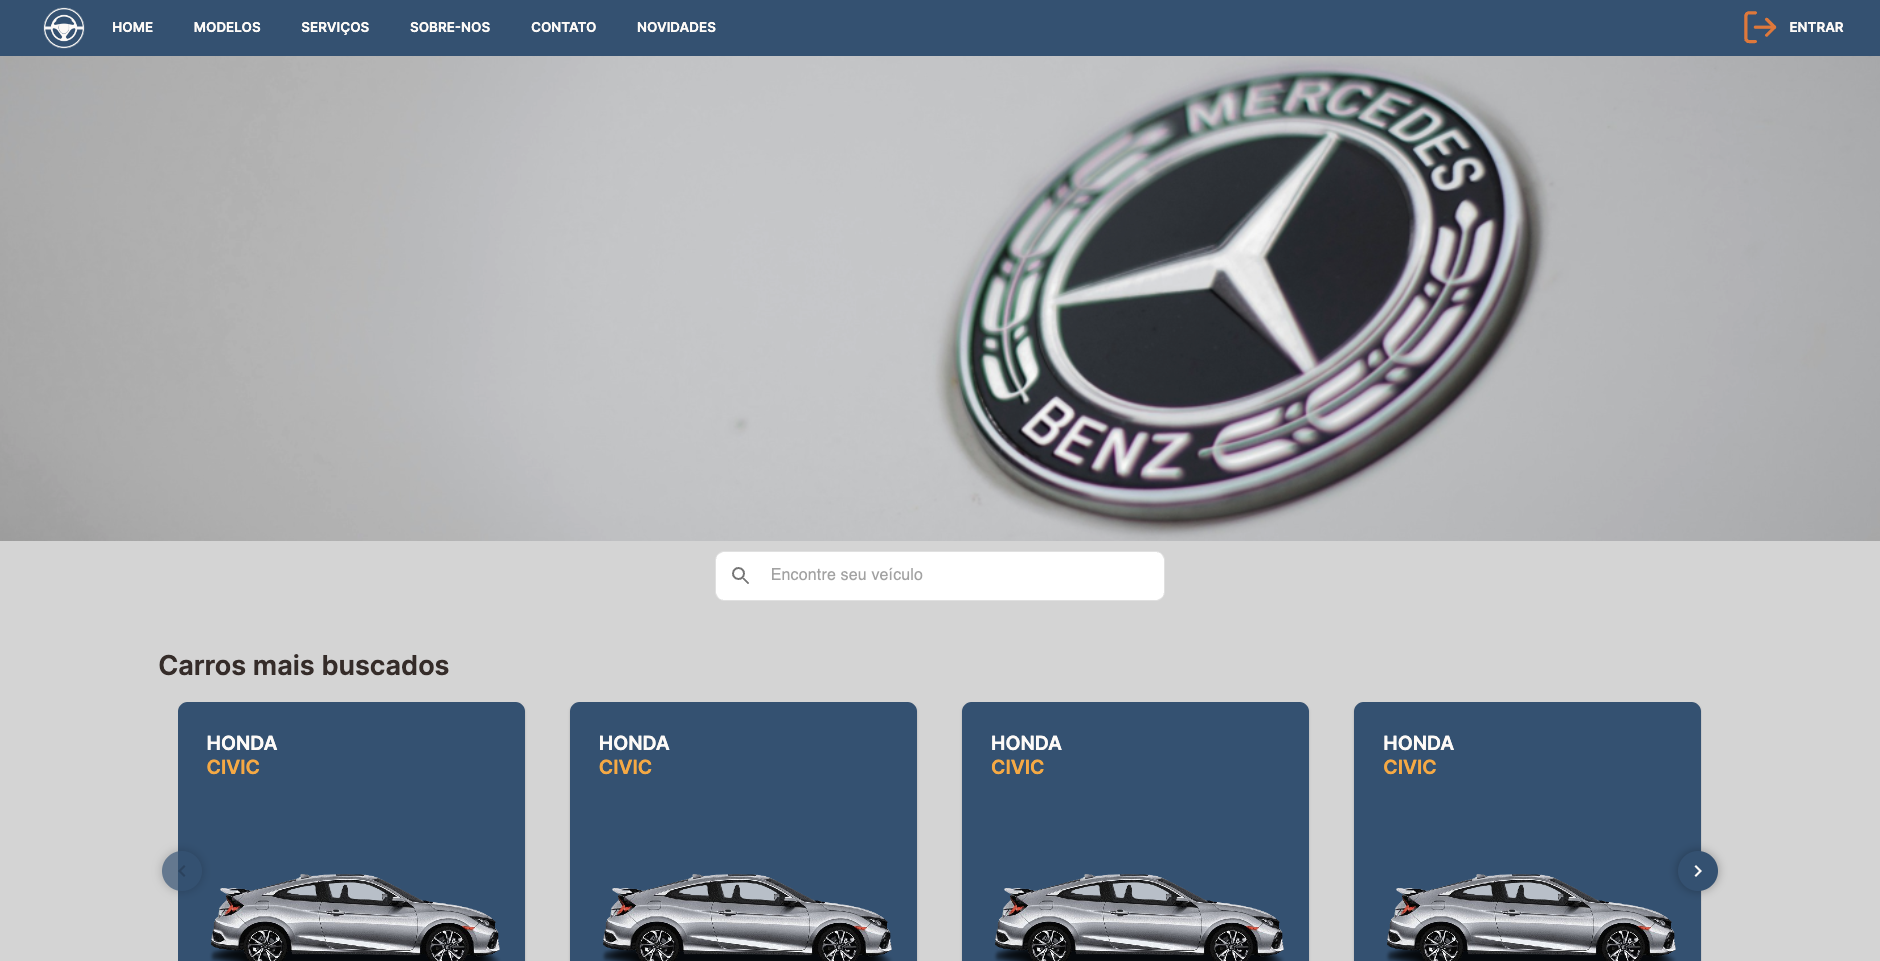 HOME
MODELOS
SERVIÇOS
SOBRE-NOS
CONTATO
NOVIDADES
ENTRAR
MERCEDES
BENZ
Encontre seu veículo
Carros mais buscados
HONDA
CIVIC
HONDA
CIVIC
HONDA
CIVIC
HONDA
CIVIC